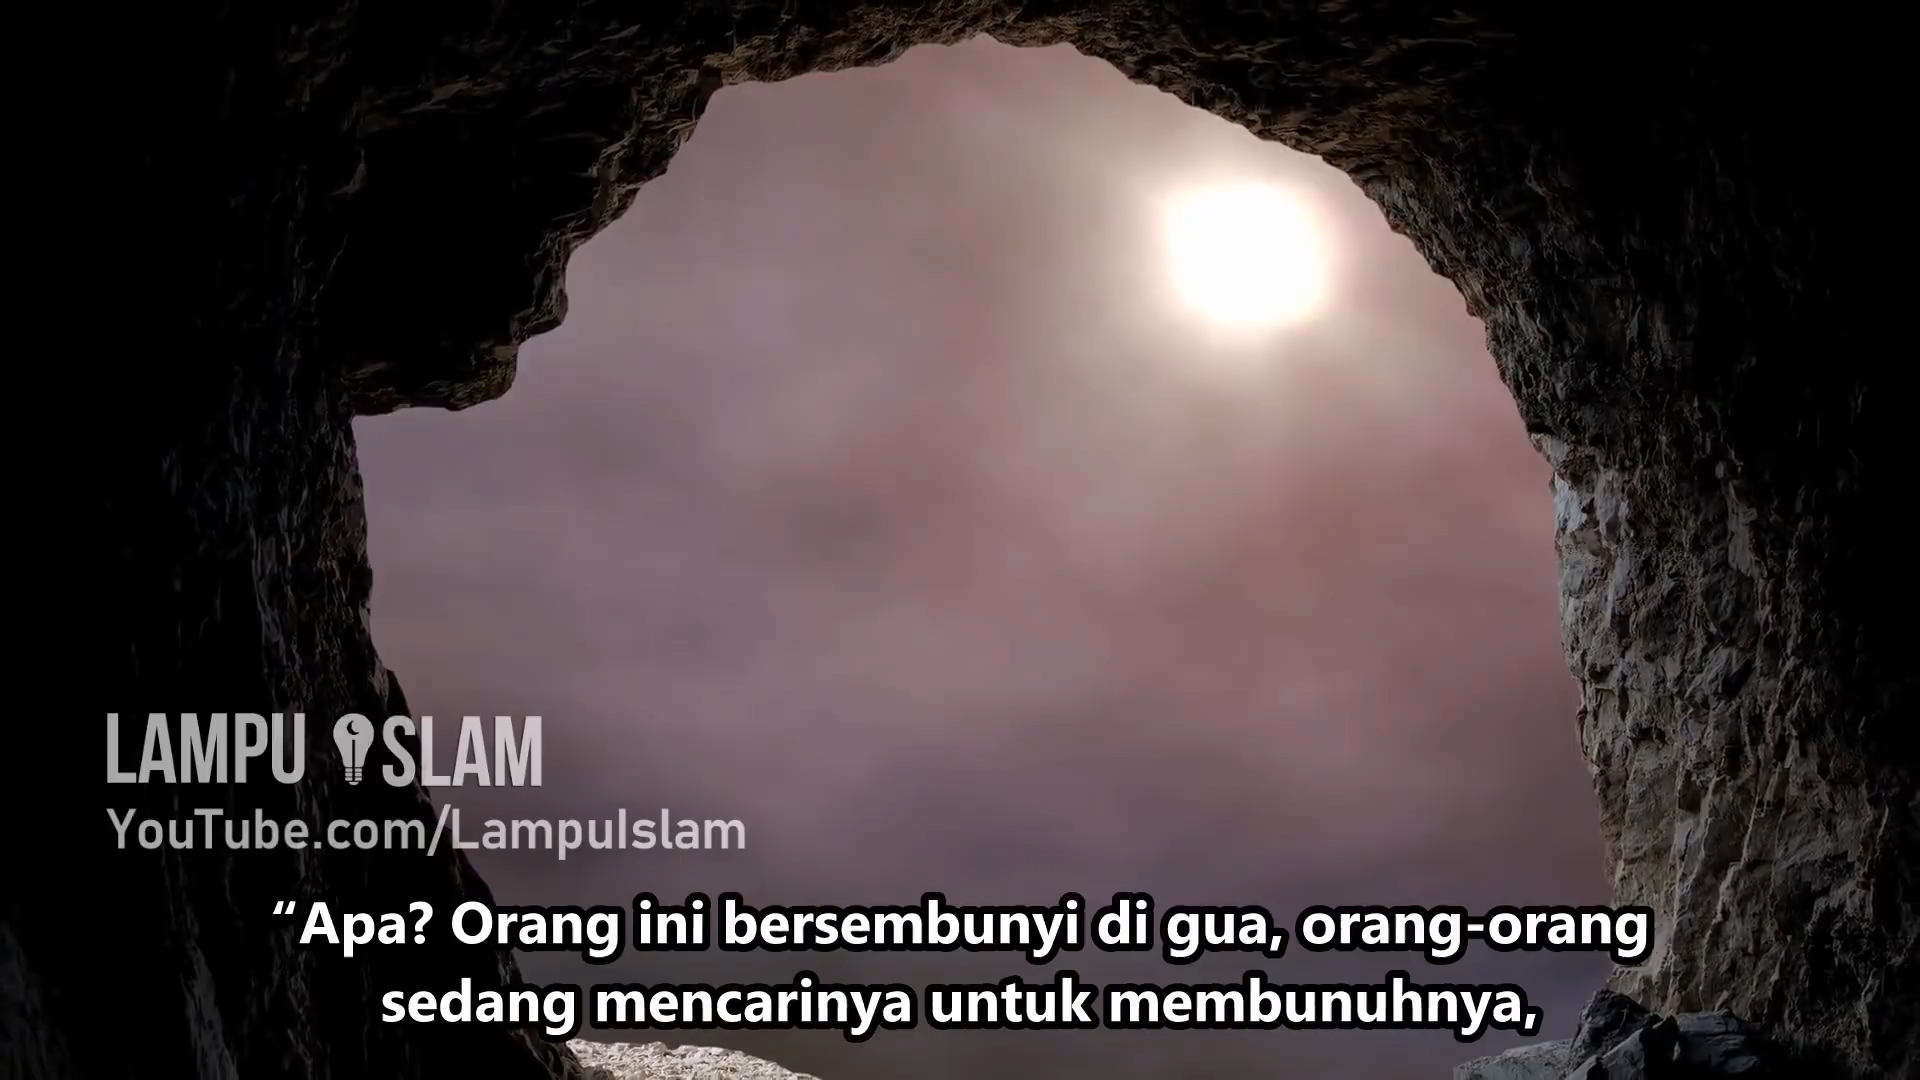 LAMPU ISLAM
YouTube.com/LampuIslam
“Apa? Orang ini bersembunyi di gua, orang-orang
sedang mencarinya untuk membunuhnya,